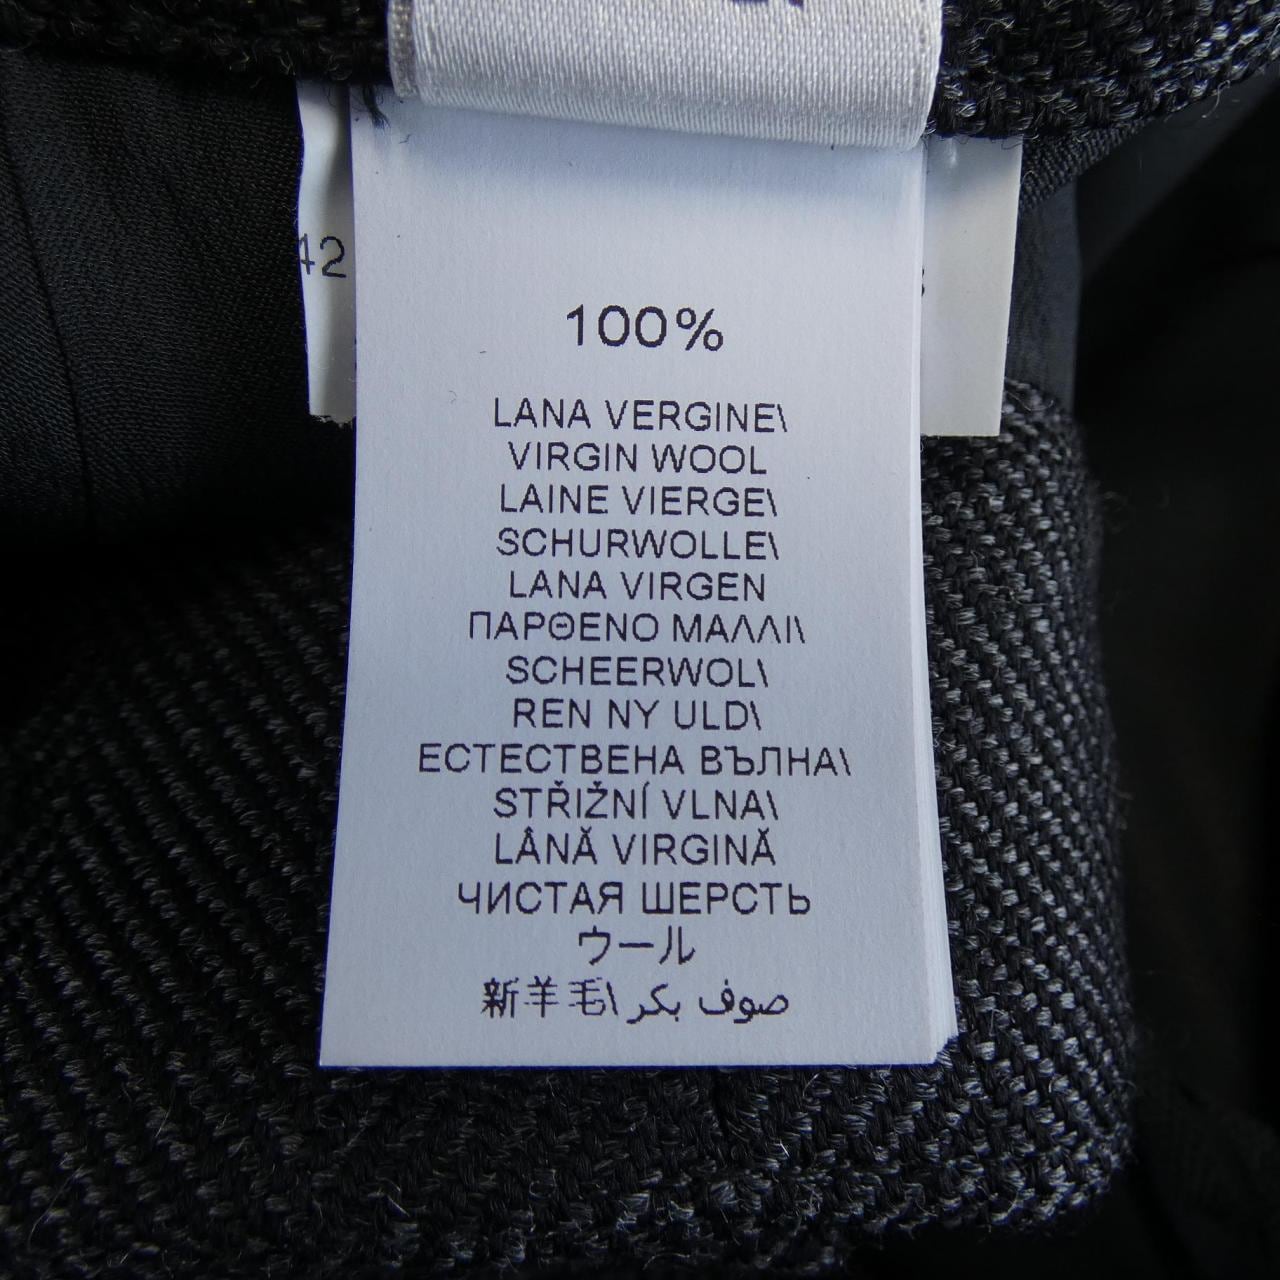 42
100%
LANA VERGINE\
VIRGIN WOOL
LAINE VIERGE\
SCHURWOLLE\
LANA VIRGEN
ΠΑΡΘΕΝΟ ΜΑΛΛΙ\
SCHEERWOL\
REN NY ULD\
ЕСТЕСТВЕНА ВЪЛНА\
STŘIŽNÍ VLNA\
LÂNĂ VIRGINĂ
ЧИСТАЯ ШЕРСТЬ
ウール
新羊毛\ صوف بكر